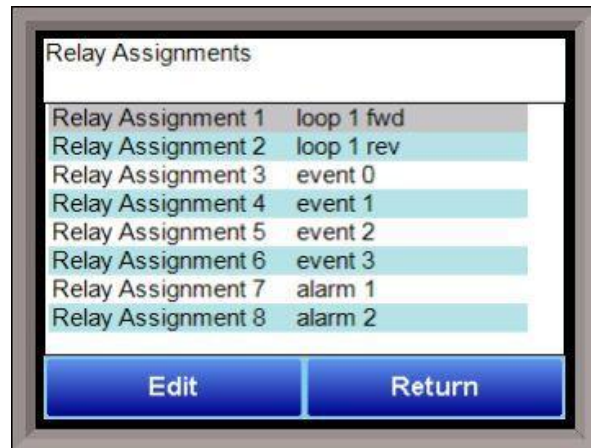 Relay Assignments
Relay Assignment 1 loop 1 fwd
Relay Assignment 2 loop 1 rev
Relay Assignment 3 event 0
Relay Assignment 4 event 1
Relay Assignment 5 event 2
Relay Assignment 6 event 3
Relay Assignment 7 alarm 1
Relay Assignment 8 alarm 2
Edit Return